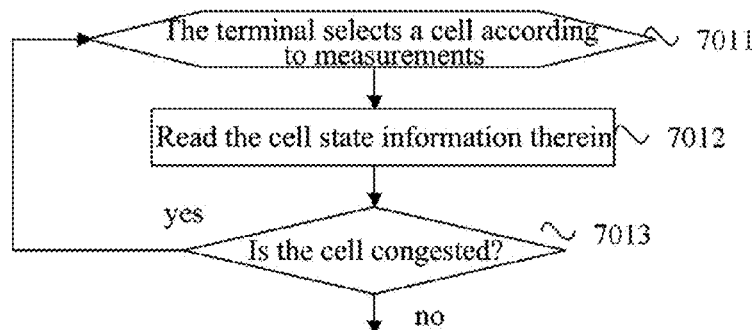 The terminal selects a cell according
to measurements
7011
Read the cell state information therein
7012
yes
Is the cell congested?
7013
no